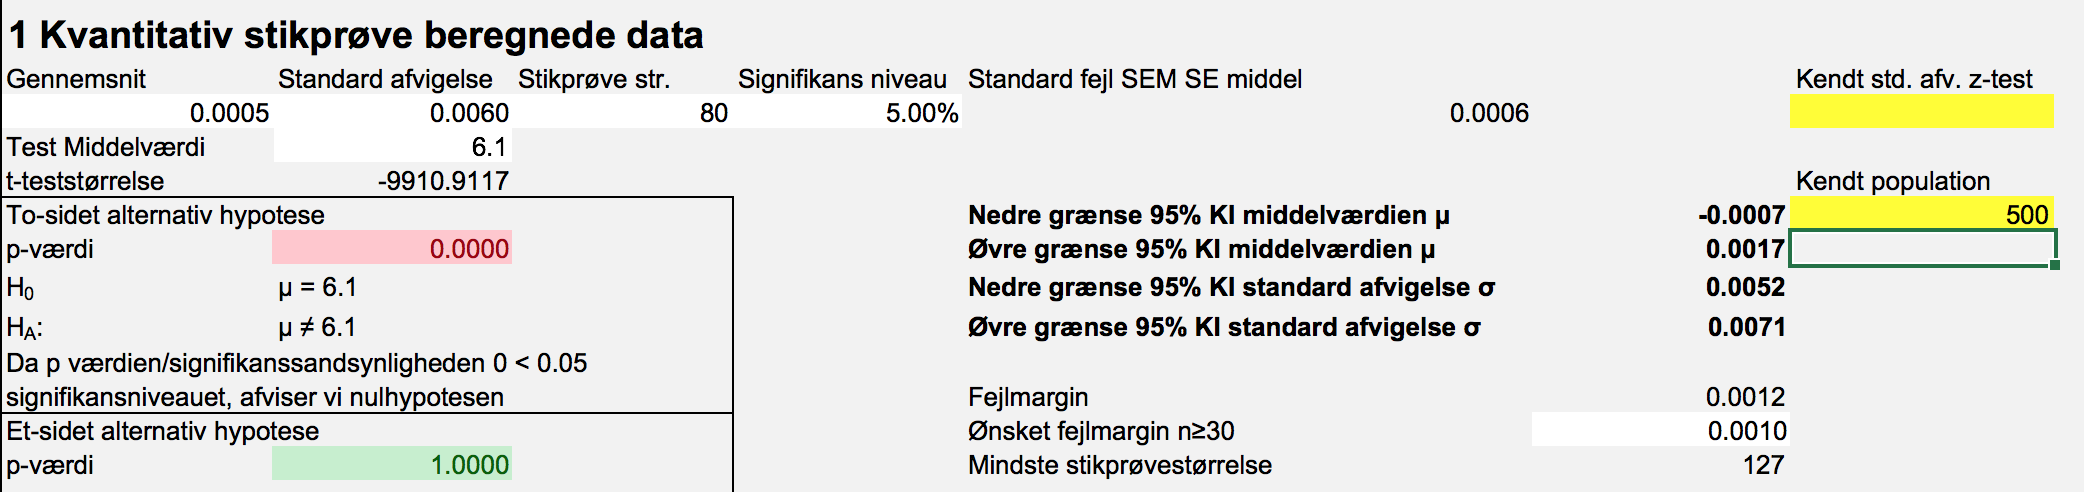 1 Kvantitativ stikprøve beregnede data
Gennemsnit Standard afvigelse Stikprøve str. Signifikans niveau Standard fejl SEM SE middel Kendt std. afv. z-test
0.0005 0.0060 80 5.00% 0.0006
Test Middelværdi 6.1
t-teststørrelse -9910.9117 Kendt population
To-sidet alternativ hypotese Nedre grænse 95% KI middelværdien µ -0.0007 500
p-værdi 0.0000 Øvre grænse 95% KI middelværdien µ 0.0017
H₀ µ = 6.1 Nedre grænse 95% KI standard afvigelse σ 0.0052
Hᴀ: µ ≠ 6.1 Øvre grænse 95% KI standard afvigelse σ 0.0071
Da p værdien/signifikanssandsynligheden 0 < 0.05
signifikansniveauet, afviser vi nulhypotesen Fejlmargin 0.0012
Et-sidet alternativ hypotese Ønsket fejlmargin n≥30 0.0010
p-værdi 1.0000 Mindste stikprøvestørrelse 127